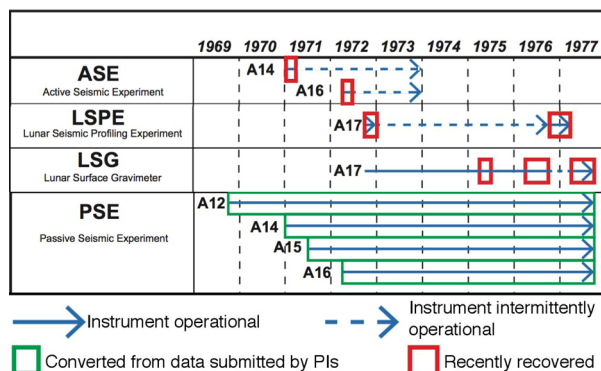 1969 1970 1971 1972 1973 1974 1975 1976 1977
ASE
Active Seismic Experiment
A14
A16
LSPE
Lunar Seismic Profiling Experiment
A17
LSG
Lunar Surface Gravimeter
A17
PSE
Passive Seismic Experiment
A12
A14
A15
A16
Instrument operational
Instrument intermittently
operational
Converted from data submitted by PIs
Recently recovered